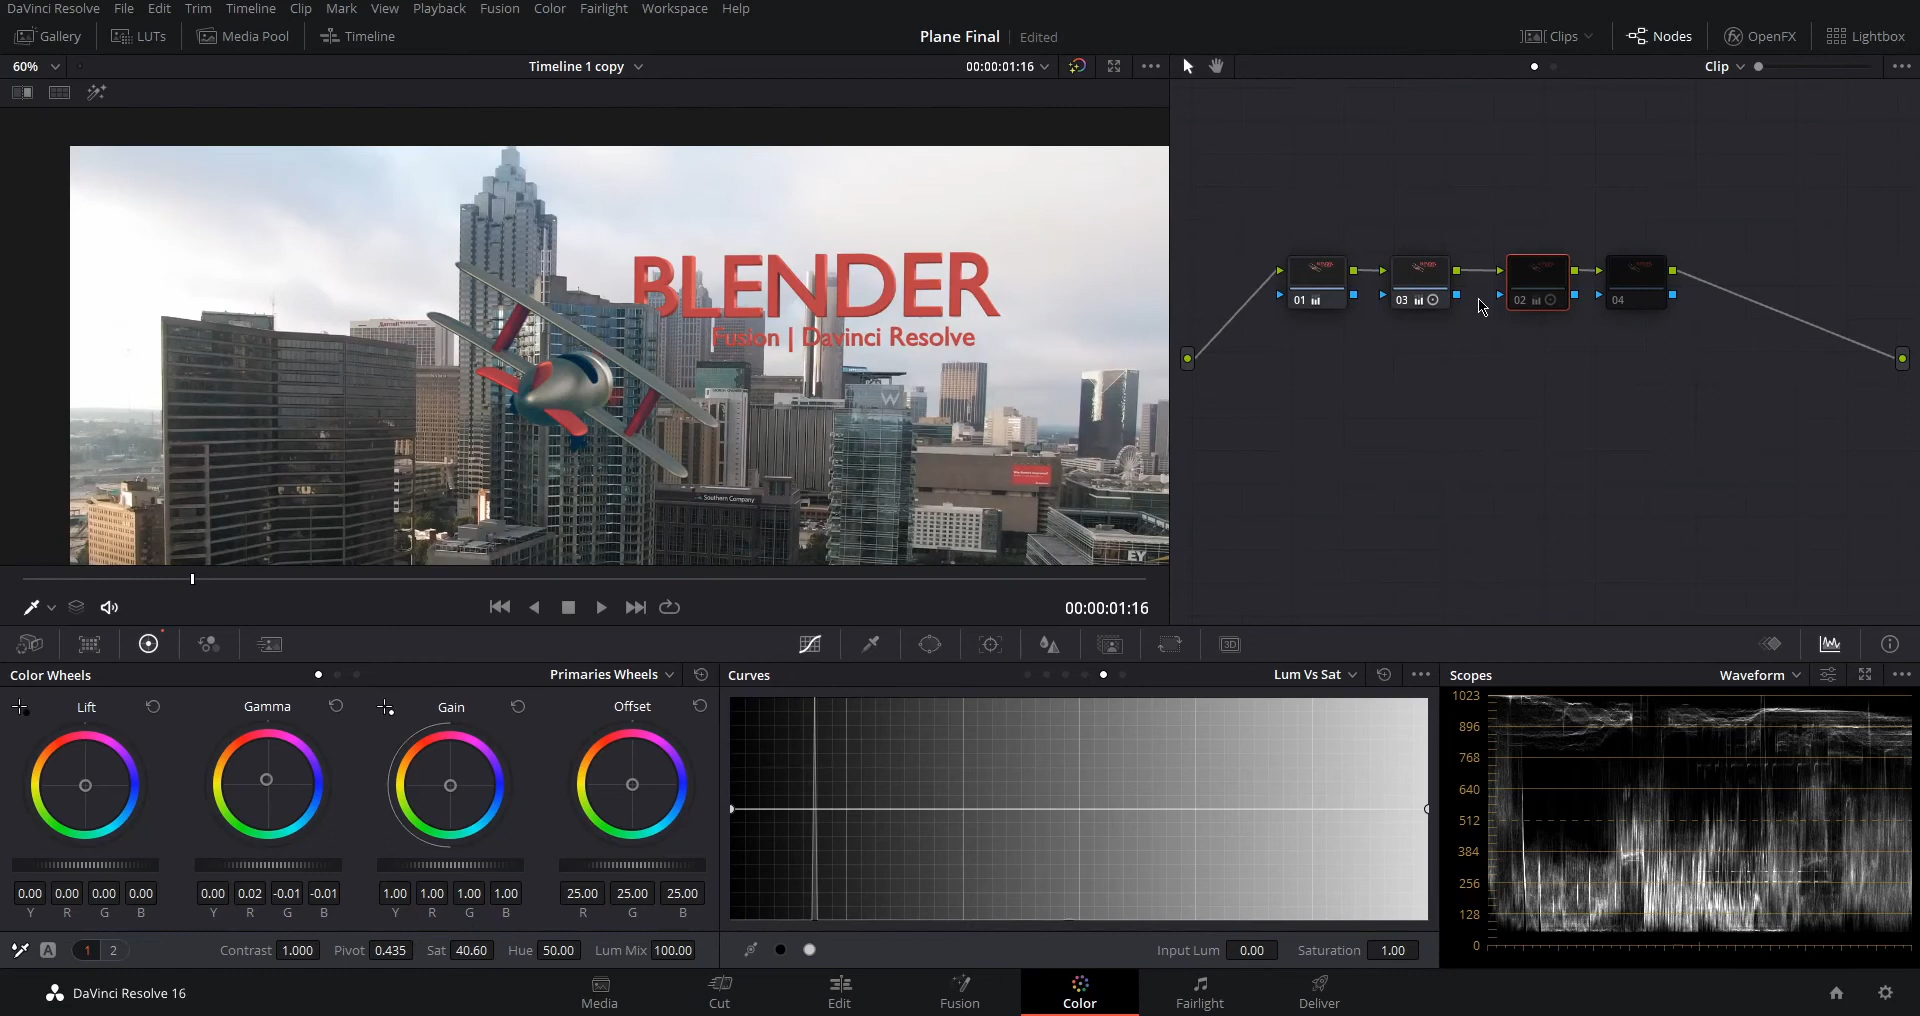 DaVinci Resolve File Edit Trim Timeline Clip Mark View Playback Fusion Color Fairlight Workspace Help
Gallery LUTs Media Pool Timeline Plane Final Edited Clips Nodes fx OpenFX Lightbox
60% Timeline 1 copy 00:00:01:16 Clip
BLENDER
Fusion | Davinci Resolve
Marriott
W
Southern Company
EY
01 03 02 04
00:00:01:16
3D
Color Wheels Primaries Wheels Curves Lum Vs Sat Scopes Waveform
Lift Gamma Gain Offset
1023
896
768
640
512
384
256
128
0
0.00 0.00 0.00 0.00 0.00 0.02 -0.01 -0.01 1.00 1.00 1.00 1.00 25.00 25.00 25.00
Y R G B Y R G B Y R G B R G B
A 1 2 Contrast 1.000 Pivot 0.435 Sat 40.60 Hue 50.00 Lum Mix 100.00 Input Lum 0.00 Saturation 1.00
DaVinci Resolve 16 Media Cut Edit Fusion Color Fairlight Deliver